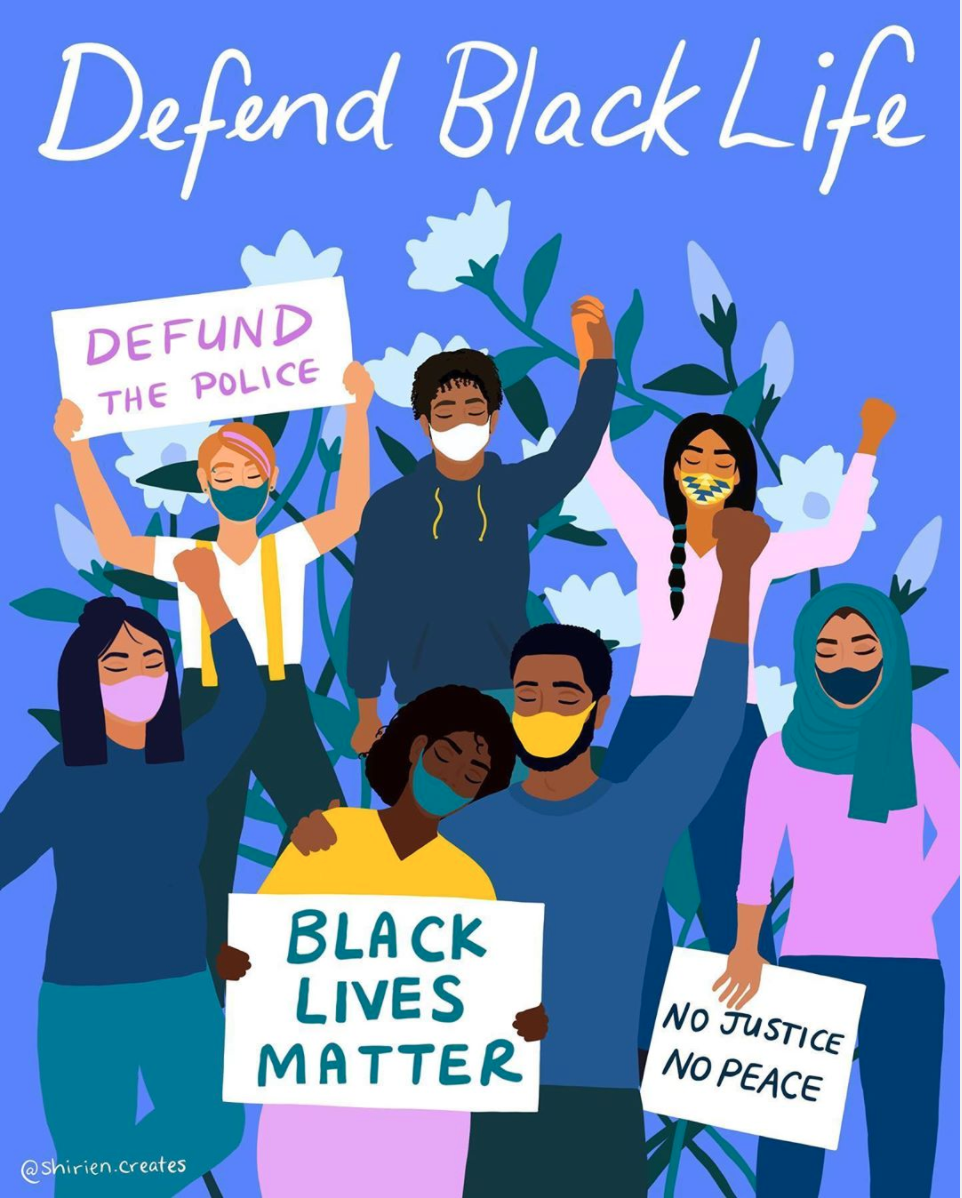 Defend Black Life
DEFUND
THE POLICE
BLACK
LIVES
MATTER
NO JUSTICE
NO PEACE
@shirien.creates